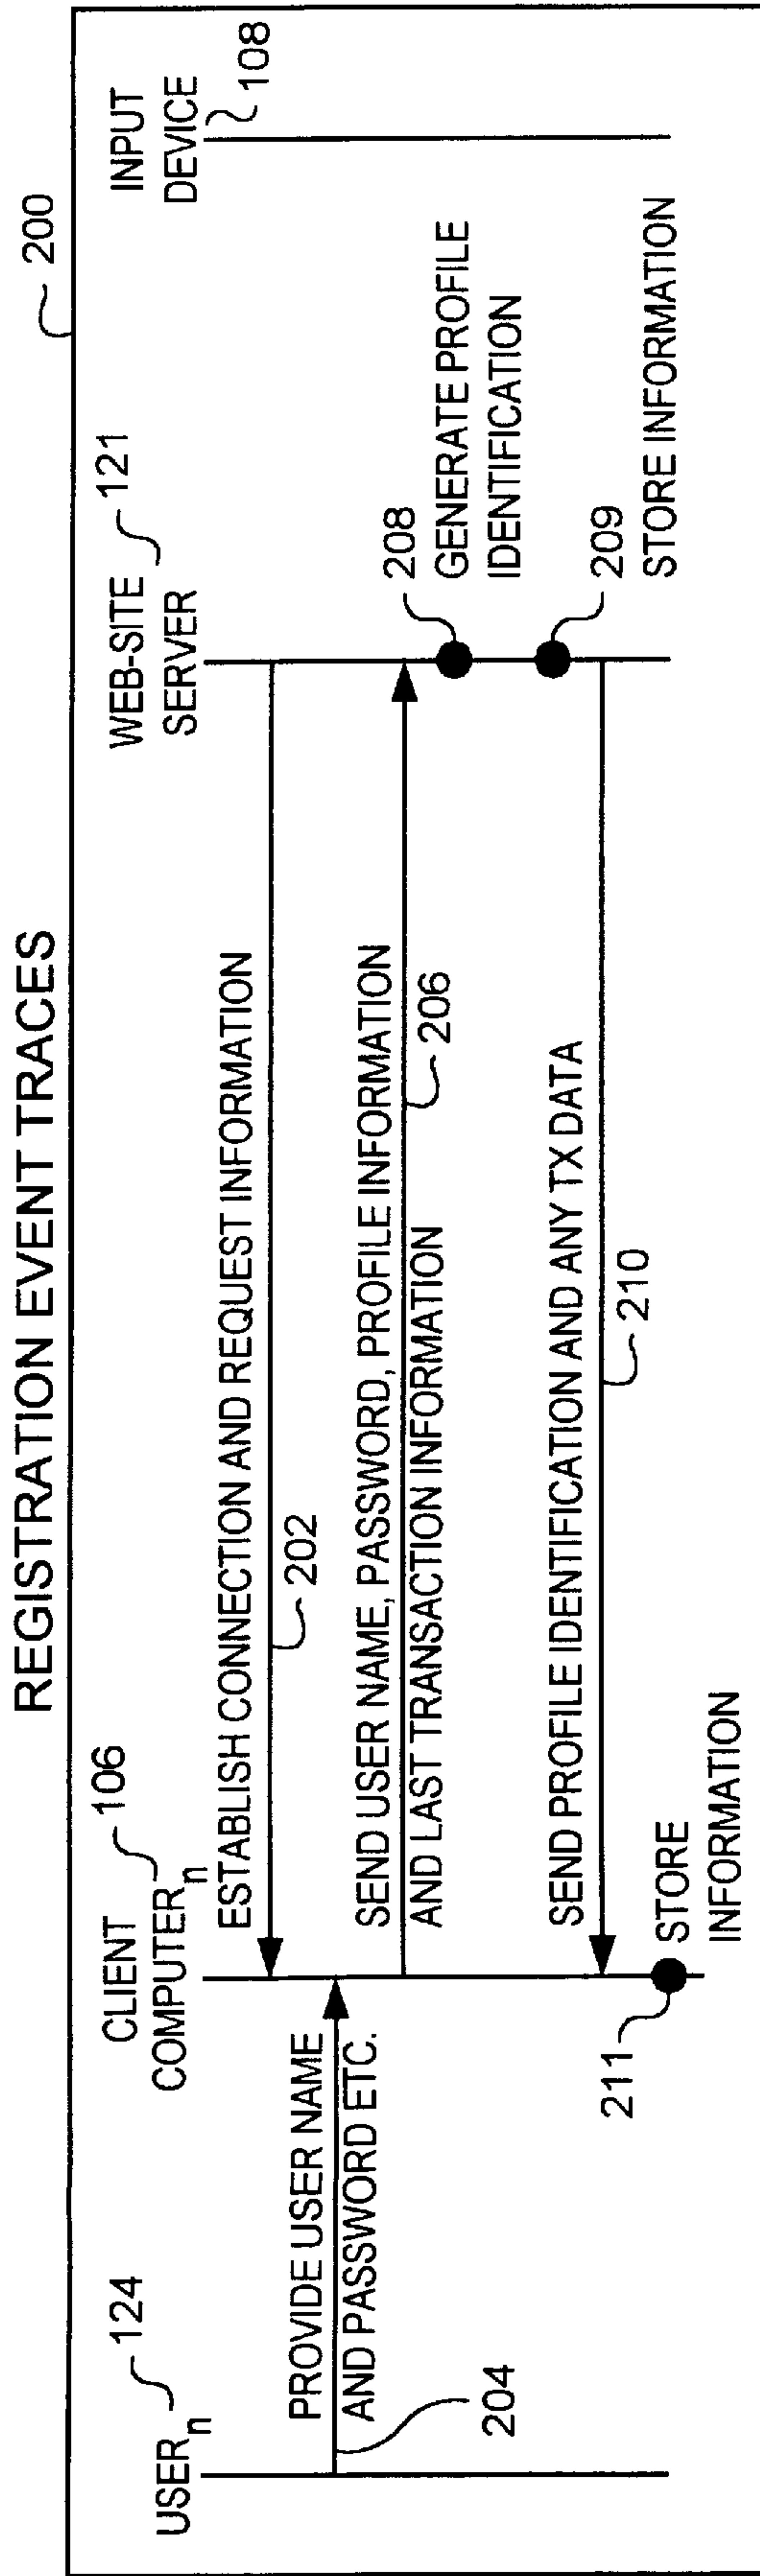 REGISTRATION EVENT TRACES
200
USERn
124
CLIENT
COMPUTERn
106
WEB-SITE
SERVER
121
INPUT
DEVICE
108
ESTABLISH CONNECTION AND REQUEST INFORMATION
202
PROVIDE USER NAME
AND PASSWORD ETC.
204
SEND USER NAME, PASSWORD, PROFILE INFORMATION
AND LAST TRANSACTION INFORMATION
206
208
GENERATE PROFILE
IDENTIFICATION
209
STORE INFORMATION
SEND PROFILE IDENTIFICATION AND ANY TX DATA
210
211
STORE
INFORMATION